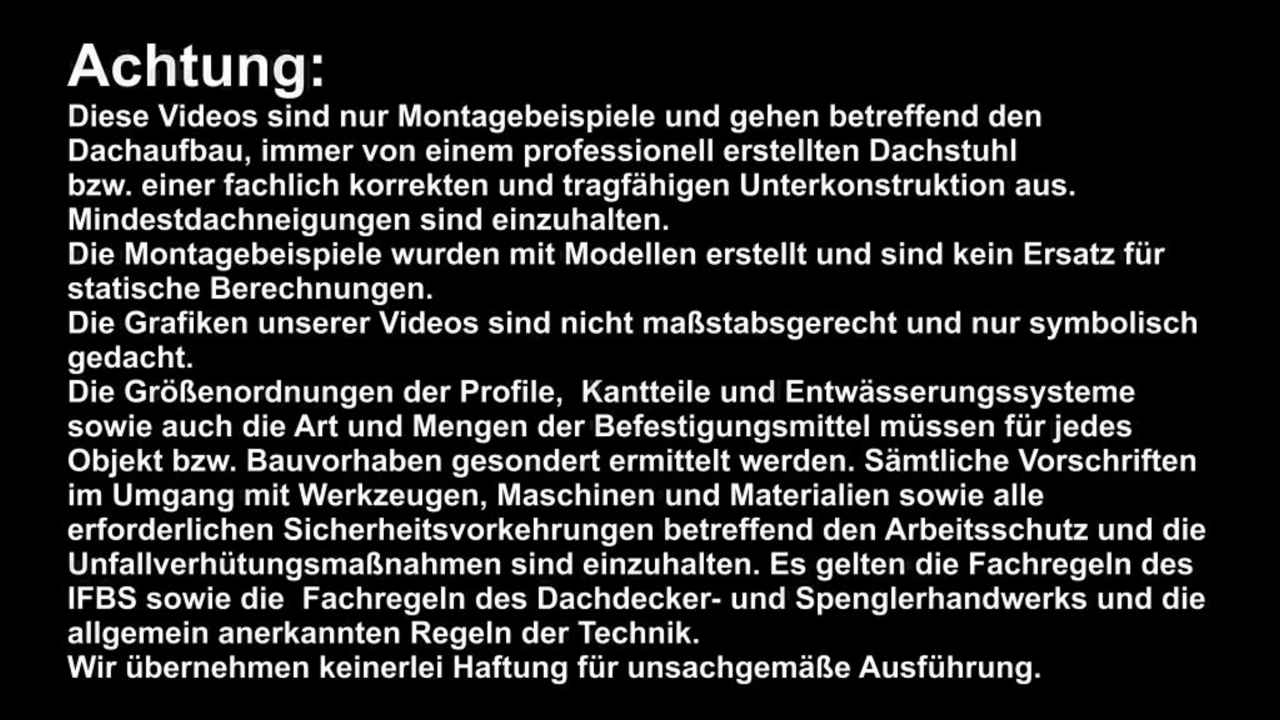 Achtung:
Diese Videos sind nur Montagebeispiele und gehen betreffend den
Dachaufbau, immer von einem professionell erstellten Dachstuhl
bzw. einer fachlich korrekten und tragfähigen Unterkonstruktion aus.
Mindestdachneigungen sind einzuhalten.
Die Montagebeispiele wurden mit Modellen erstellt und sind kein Ersatz für
statische Berechnungen.
Die Grafiken unserer Videos sind nicht maßstabsgerecht und nur symbolisch
gedacht.
Die Größenordnungen der Profile,  Kantteile und Entwässerungssysteme
sowie auch die Art und Mengen der Befestigungsmittel müssen für jedes
Objekt bzw. Bauvorhaben gesondert ermittelt werden. Sämtliche Vorschriften
im Umgang mit Werkzeugen, Maschinen und Materialien sowie alle
erforderlichen Sicherheitsvorkehrungen betreffend den Arbeitsschutz und die
Unfallverhütungsmaßnahmen sind einzuhalten. Es gelten die Fachregeln des
IFBS sowie die  Fachregeln des Dachdecker- und Spenglerhandwerks und die
allgemein anerkannten Regeln der Technik.
Wir übernehmen keinerlei Haftung für unsachgemäße Ausführung.